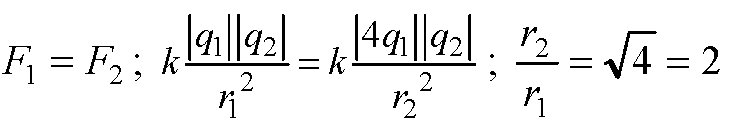 F₁ = F₂ ; k|q₁||q₂|/r₁² = k|4q₁||q₂|/r₂² ; r₂/r₁ = √4 = 2